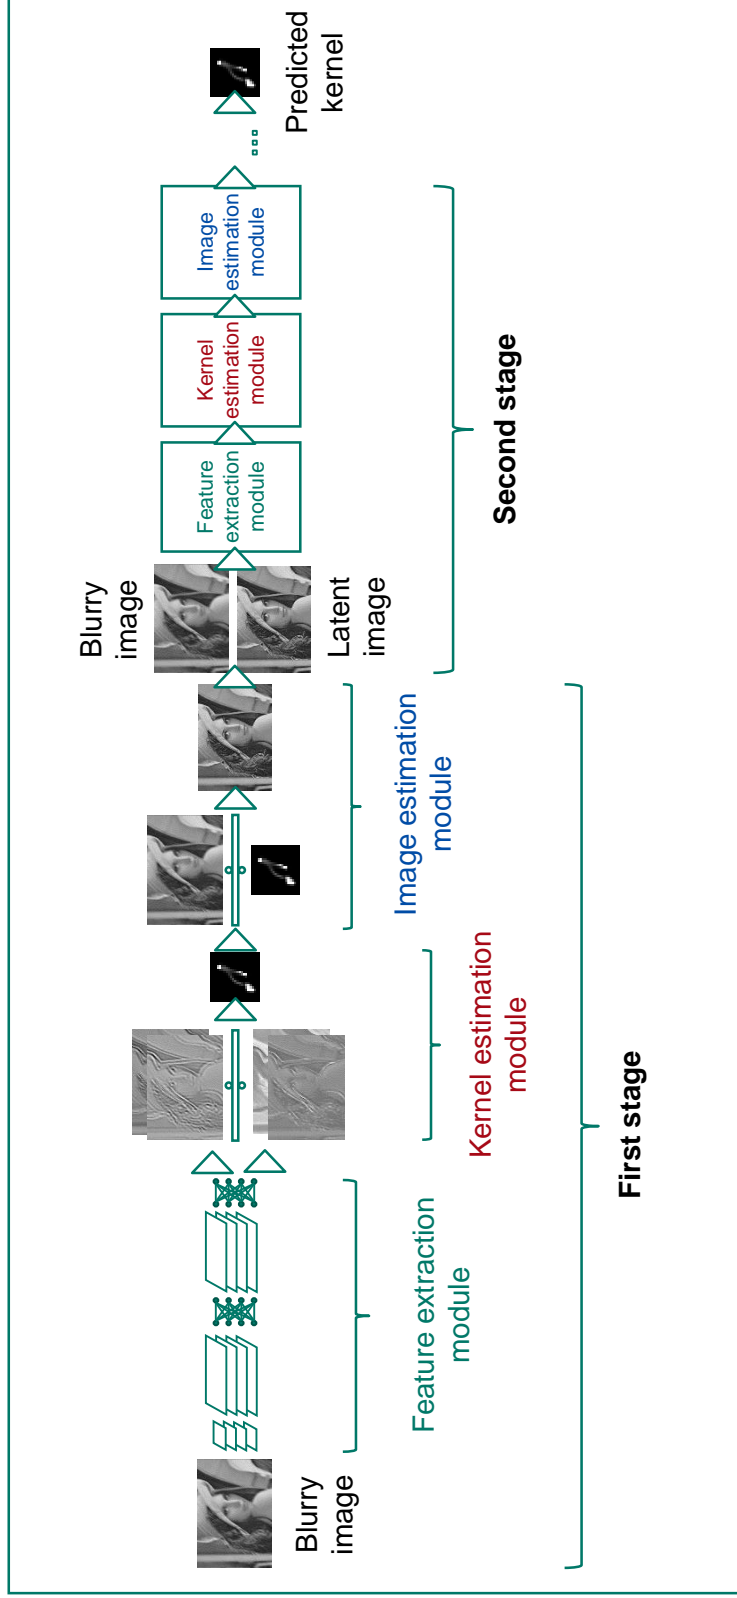 Blurry
image
Feature extraction
module
Kernel estimation
module
Image estimation
module
First stage
Blurry
image
Latent
image
Feature
extraction
module
Kernel
estimation
module
Image
estimation
module
Second stage
Predicted
kernel